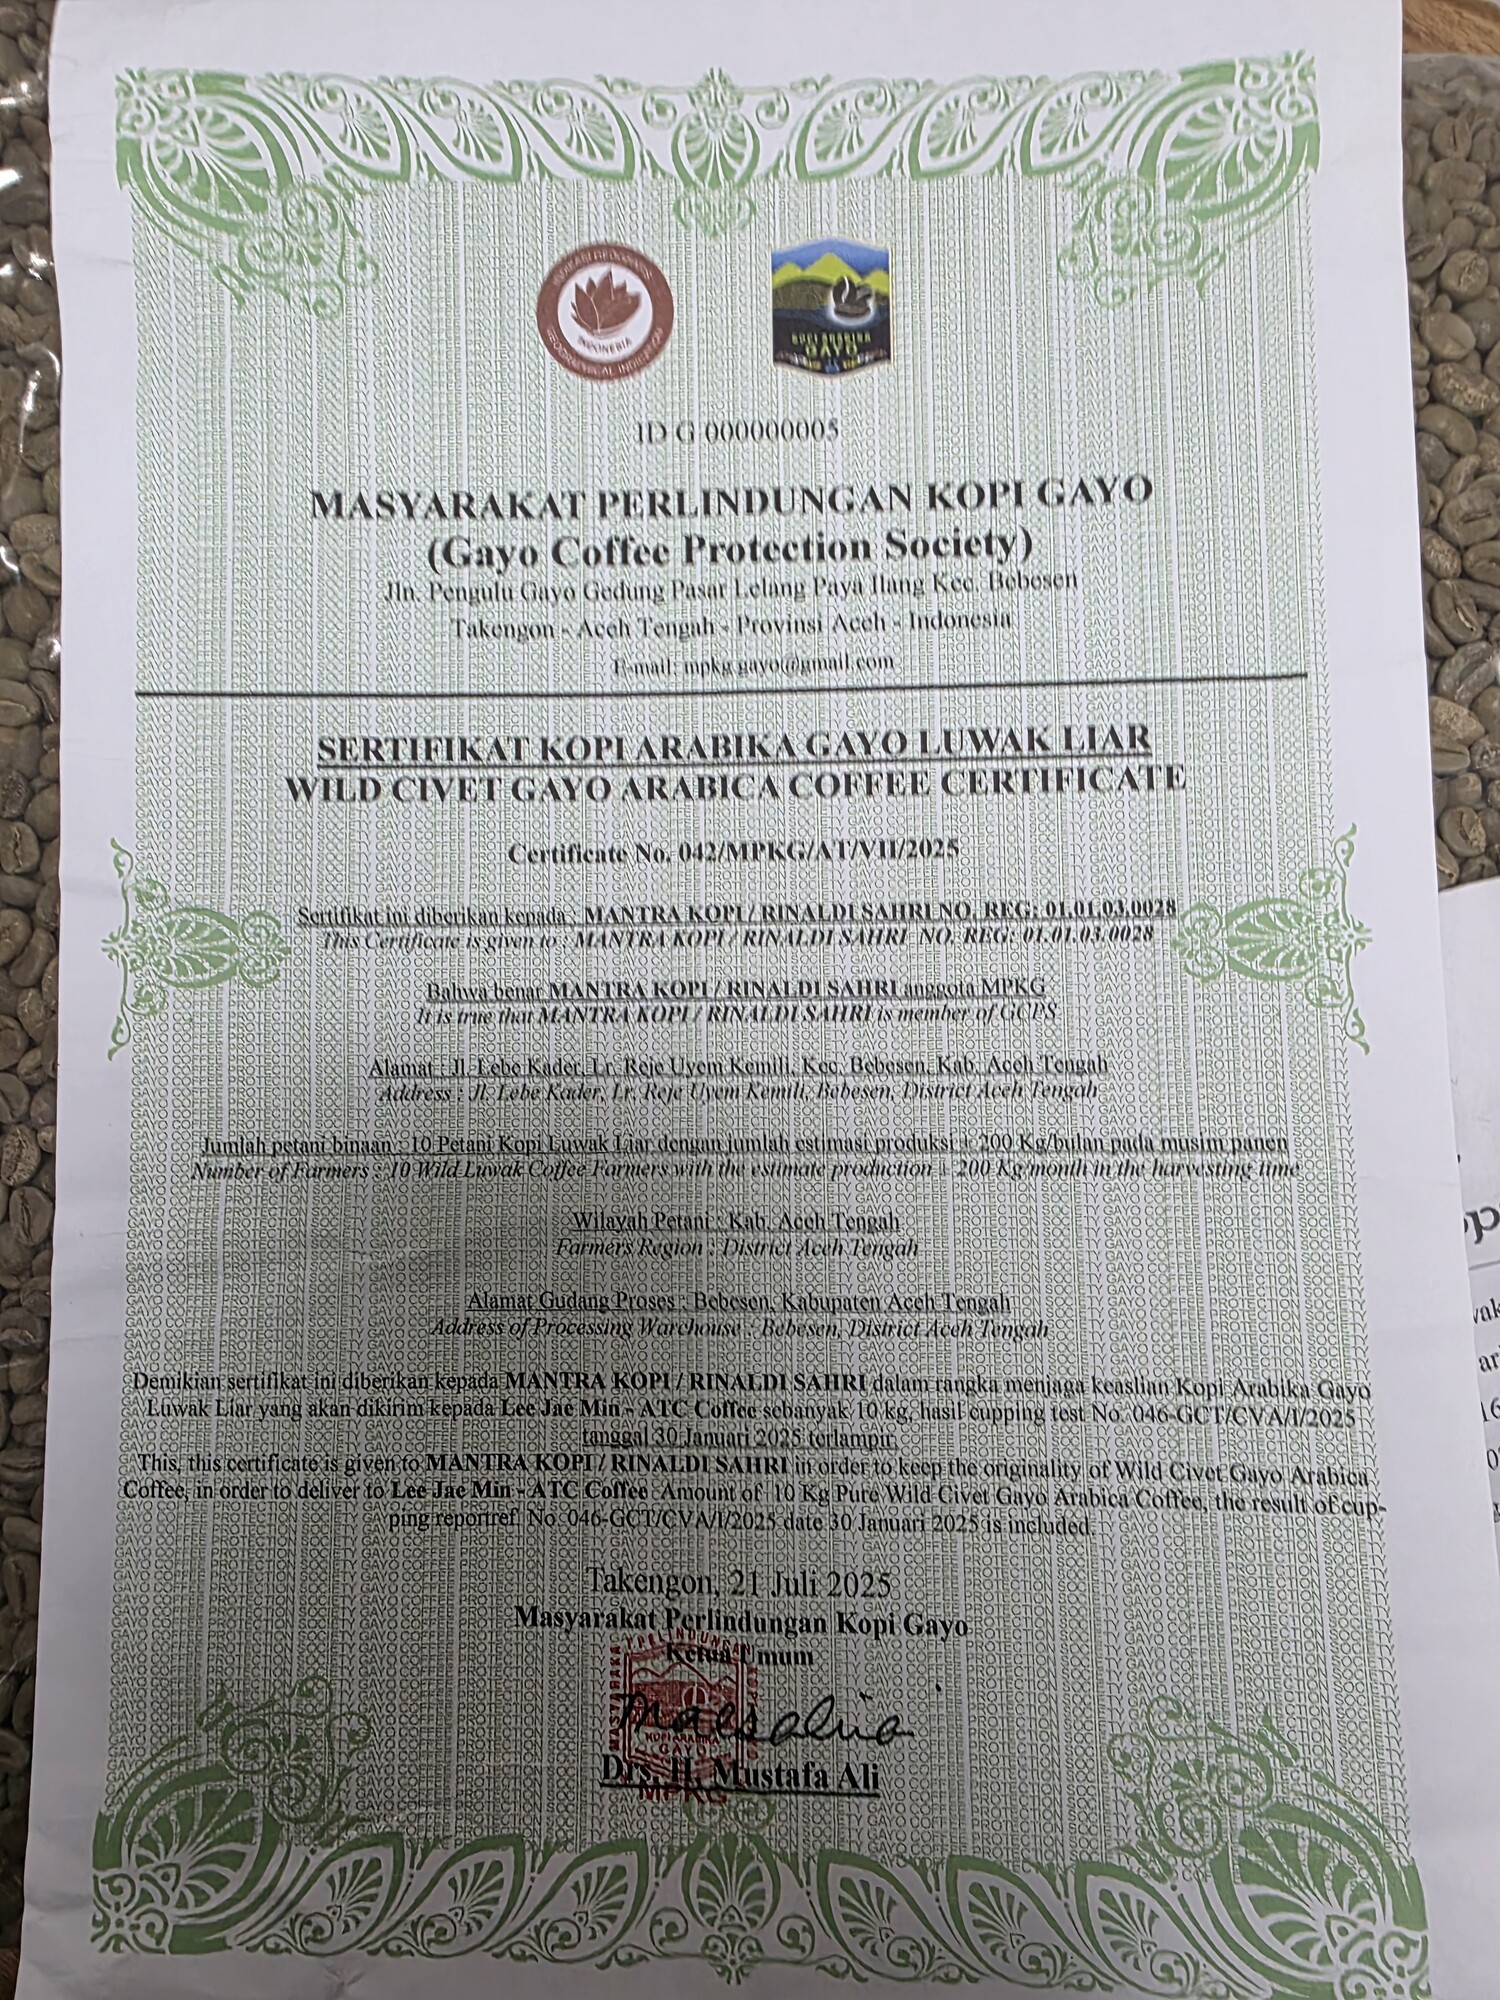 INDONESIA
GEOGRAPHICAL INDICATION
KOPI ARABIKA
GAYO
ID G 000000005
MASYARAKAT PERLINDUNGAN KOPI GAYO
(Gayo Coffee Protection Society)
Jln. Pengulu Gayo Gedung Pasar Lelang Paya Ilang Kec. Bebesen
Takengon - Aceh Tengah - Provinsi Aceh - Indonesia
E-mail: mpkg.gayo@gmail.com
SERTIFIKAT KOPI ARABIKA GAYO LUWAK LIAR
WILD CIVET GAYO ARABICA COFFEE CERTIFICATE
Certificate No. 042/MPKG/AT/VII/2025
Sertifikat ini diberikan kepada : MANTRA KOPI / RINALDI SAHRI NO. REG: 01.01.03.0028
This Certificate is given to : MANTRA KOPI / RINALDI SAHRI NO. REG: 01.01.03.0028
Bahwa benar MANTRA KOPI / RINALDI SAHRI anggota MPKG
It is true that MANTRA KOPI / RINALDI SAHRI is member of GCPS
Alamat : Jl. Lebe Kader, Lr. Reje Uyem Kemili, Kec. Bebesen, Kab. Aceh Tengah
Address : Jl. Lebe Kader, Lr. Reje Uyem Kemili, Bebesen, District Aceh Tengah
Jumlah petani binaan : 10 Petani Kopi Luwak Liar dengan jumlah estimasi produksi ± 200 Kg/bulan pada musim panen
Number of Farmers : 10 Wild Luwak Coffee Farmers with the estimate production ± 200 Kg/month in the harvesting time
Wilayah Petani : Kab. Aceh Tengah
Farmers Region : District Aceh Tengah
Alamat Gudang Proses : Bebesen, Kabupaten Aceh Tengah
Address of Processing Warehouse : Bebesen, District Aceh Tengah
Demikian sertifikat ini diberikan kepada MANTRA KOPI / RINALDI SAHRI dalam rangka menjaga keaslian Kopi Arabika Gayo
Luwak Liar yang akan dikirim kepada Lee Jae Min - ATC Coffee sebanyak 10 kg, hasil cupping test No. 046-GCT/CVA/I/2025
tanggal 30 Januari 2025 terlampir.
This, this certificate is given to MANTRA KOPI / RINALDI SAHRI in order to keep the originality of Wild Civet Gayo Arabica
Coffee, in order to deliver to Lee Jae Min - ATC Coffee Amount of 10 Kg Pure Wild Civet Gayo Arabica Coffee, the result of cup-
ping reportref. No. 046-GCT/CVA/I/2025 date 30 Januari 2025 is included.
Takengon, 21 Juli 2025
Masyarakat Perlindungan Kopi Gayo
Ketua Umum
KOPI ARABIKA
GAYO
Drs. H. Mustafa Ali
MPKG